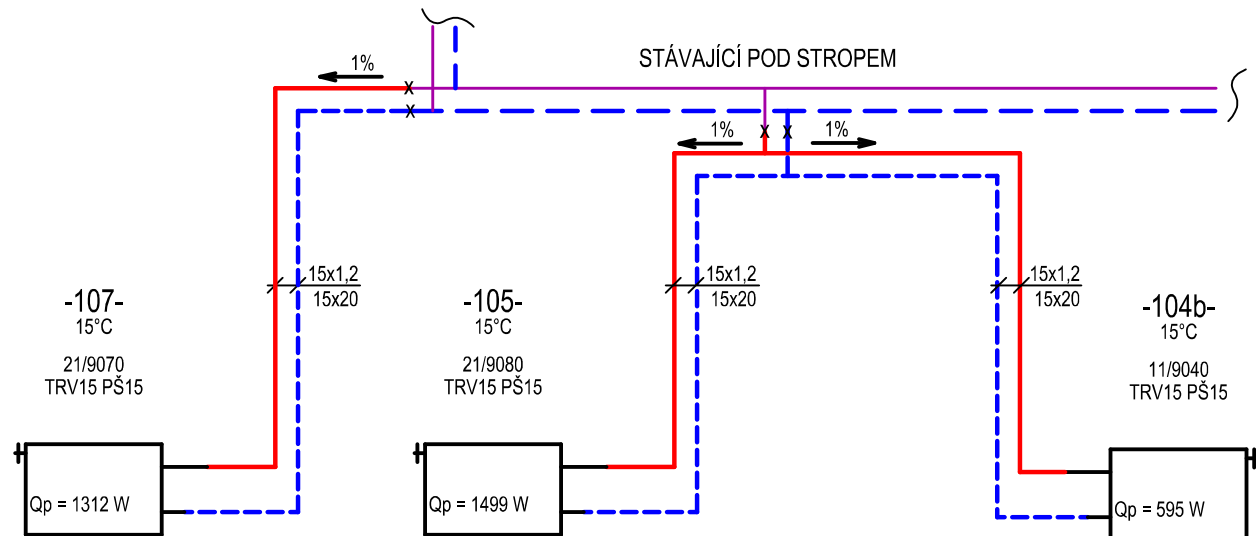 STÁVAJÍCÍ POD STROPEM
1%
1%
1%
15x1,2
15x20
15x1,2
15x20
15x1,2
15x20
-107-
15°C
21/9070
TRV15 PŠ15
Qp = 1312 W
-105-
15°C
21/9080
TRV15 PŠ15
Qp = 1499 W
-104b-
15°C
11/9040
TRV15 PŠ15
Qp = 595 W